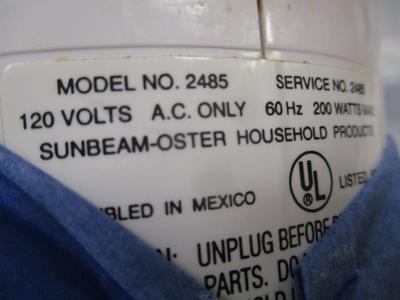 MODEL NO. 2485 SERVICE NO. 2485
120 VOLTS A.C. ONLY 60 Hz 200 WATTS MAX.
SUNBEAM-OSTER HOUSEHOLD PRODUCTS
UL LISTED
IN MEXICO
UNPLUG BEFORE
PARTS. DO